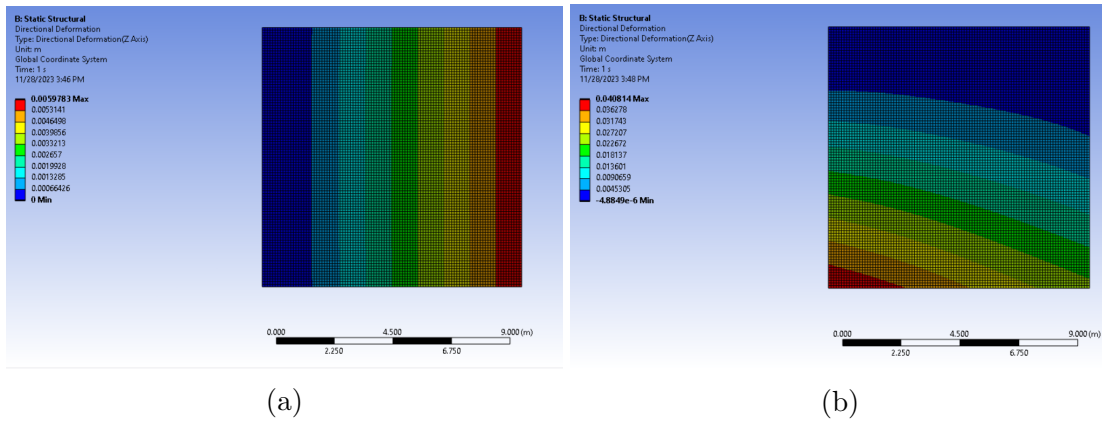 B: Static Structural
Directional Deformation
Type: Directional Deformation(Z Axis)
Unit: m
Global Coordinate System
Time: 1 s
11/28/2023 3:46 PM
0.0059783 Max
0.0053141
0.0046498
0.0039856
0.0033213
0.002657
0.0019928
0.0013285
0.00066426
0 Min
0.000
4.500
9.000 (m)
2.250
6.750
(a)
B: Static Structural
Directional Deformation
Type: Directional Deformation(Z Axis)
Unit: m
Global Coordinate System
Time: 1 s
11/28/2023 3:48 PM
0.040814 Max
0.036278
0.031743
0.027207
0.022672
0.018137
0.013601
0.0090659
0.0045305
-4.8849e-6 Min
0.000
4.500
9.000 (m)
2.250
6.750
(b)